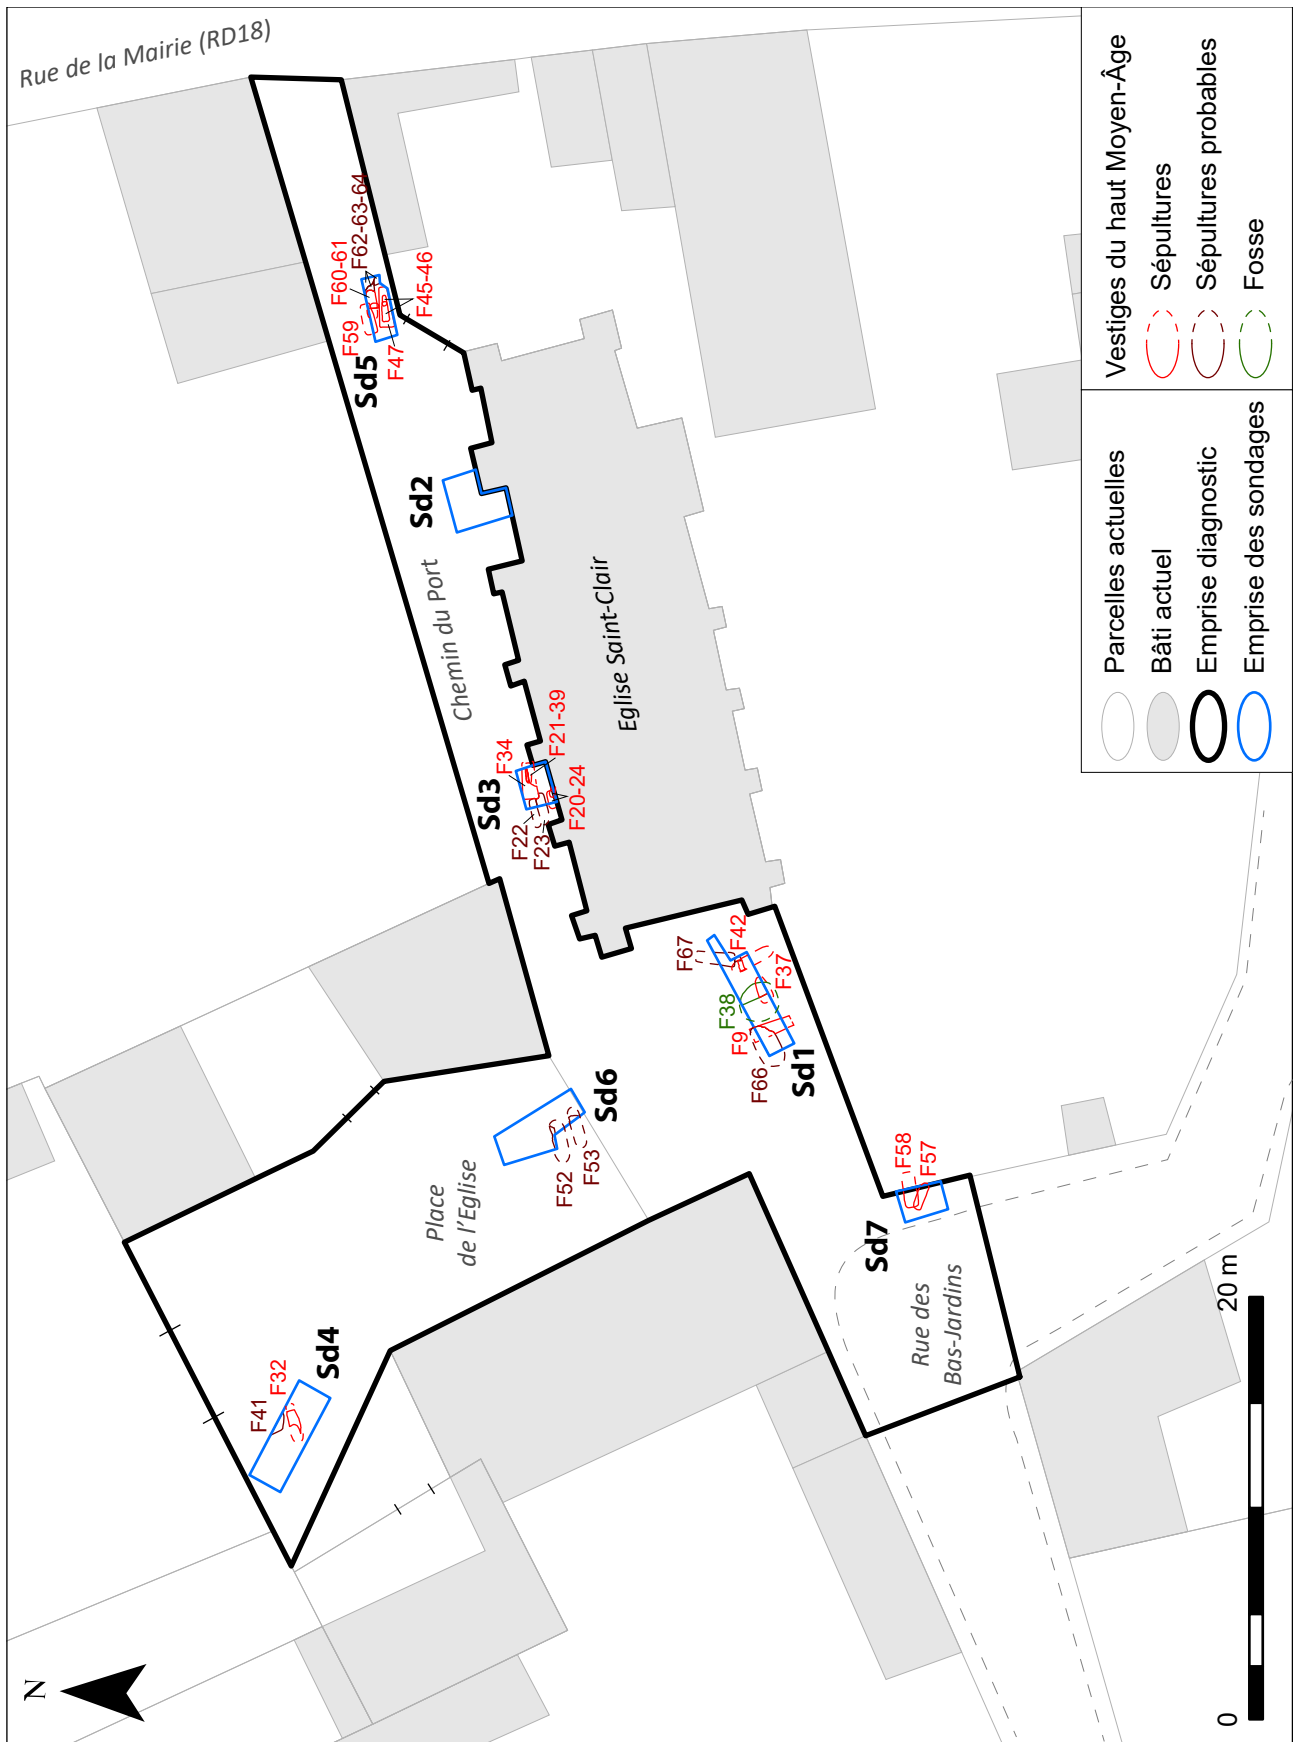 N
Rue de la Mairie (RD18)
F41
F32
Sd4
Place
de l'Eglise
F52
F53
Sd6
Chemin du Port
F22
F23
Sd3
F34
F21-39
F20-24
Sd2
Sd5
F59
F47
F60-61
F62-63-64
F45-46
Eglise Saint-Clair
F67
F42
F38
F37
F9
F66
Sd1
F58
F57
Sd7
Rue des
Bas-Jardins
0
20 m
Parcelles actuelles
Bâti actuel
Emprise diagnostic
Emprise des sondages
Vestiges du haut Moyen-Âge
Sépultures
Sépultures probables
Fosse